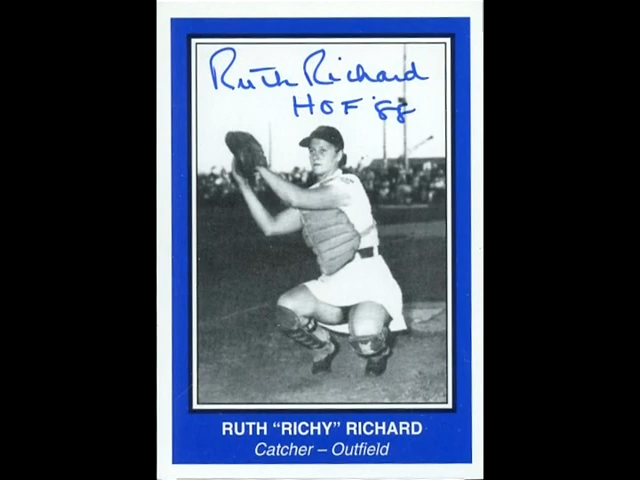 Ruth Richard
HOF '88
RUTH "RICHY" RICHARD
Catcher – Outfield